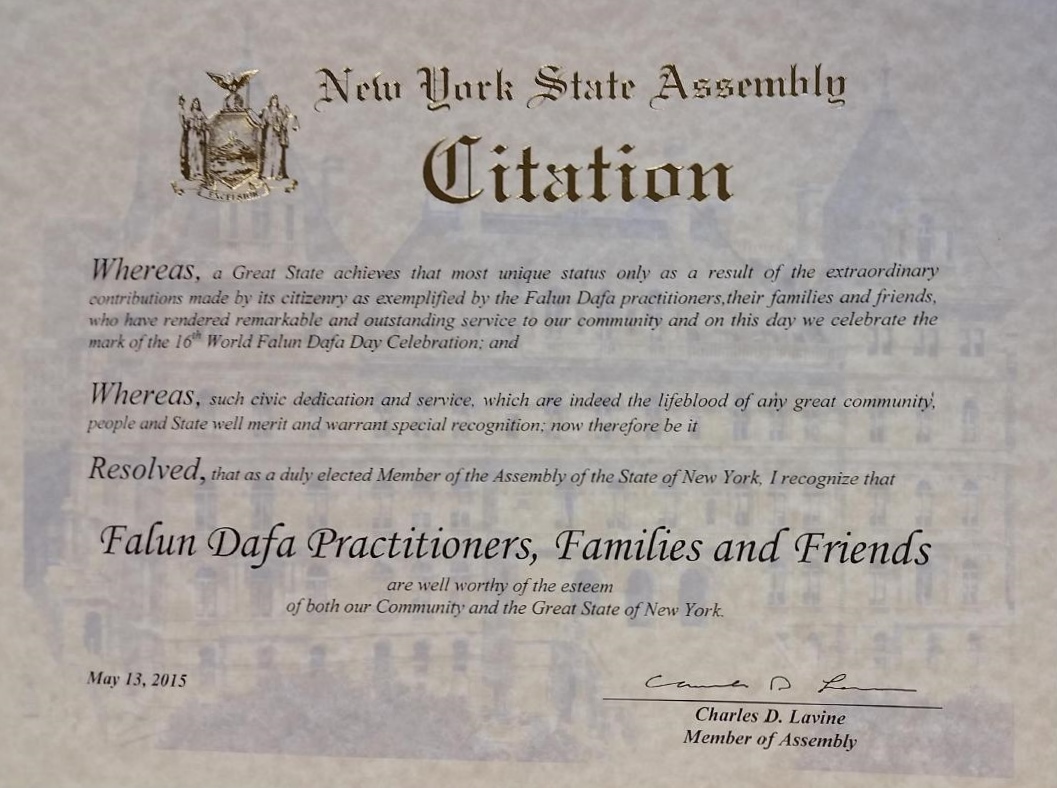 New York State Assembly
Citation
EXCELSIOR
Whereas, a Great State achieves that most unique status only as a result of the extraordinary
contributions made by its citizenry as exemplified by the Falun Dafa practitioners,their families and friends,
who have rendered remarkable and outstanding service to our community and on this day we celebrate the
mark of the 16th World Falun Dafa Day Celebration; and
Whereas, such civic dedication and service, which are indeed the lifeblood of any great community,
people and State well merit and warrant special recognition; now therefore be it
Resolved, that as a duly elected Member of the Assembly of the State of New York, I recognize that
Falun Dafa Practitioners, Families and Friends
are well worthy of the esteem
of both our Community and the Great State of New York.
May 13, 2015
Charles D. Lavine
Member of Assembly